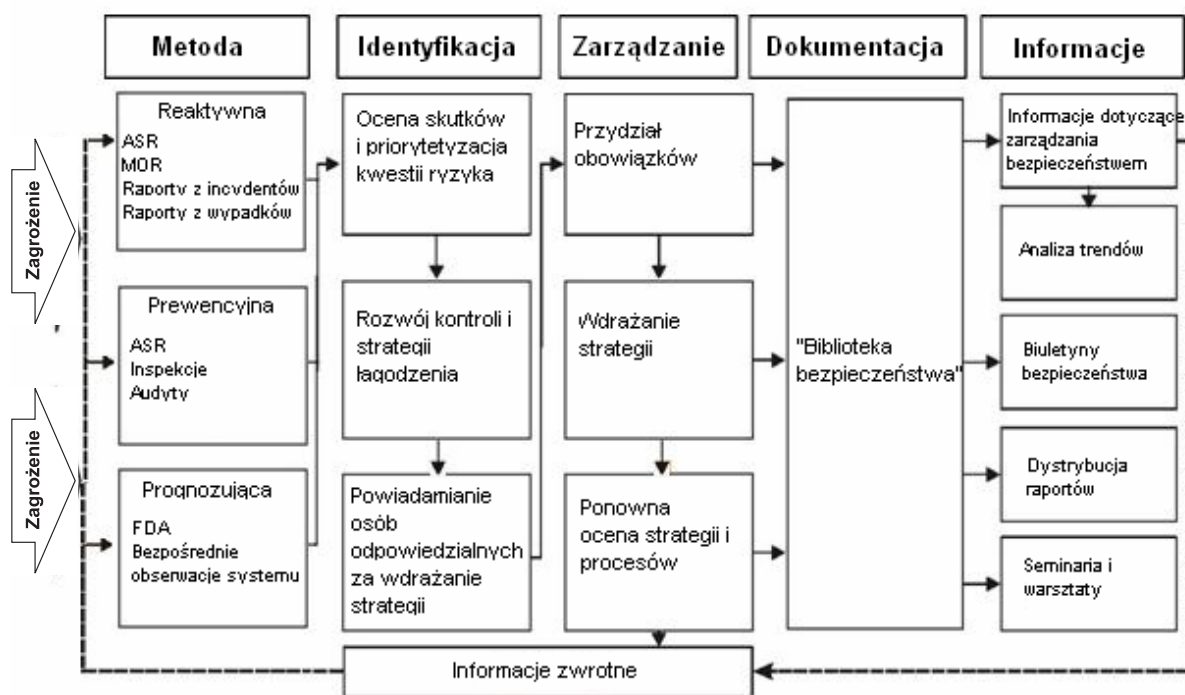 Metoda
Identyfikacja
Zarządzanie
Dokumentacja
Informacje
Zagrożenie
Zagrożenie
Reaktywna
ASR
MOR
Raporty z incydentów
Raporty z wypadków
Prewencyjna
ASR
Inspekcje
Audyty
Prognozująca
FDA
Bezpośrednie
obserwacje systemu
Ocena skutków
i priorytetyzacja
kwestii ryzyka
Rozwój kontroli i
strategii
łagodzenia
Powiadamianie
osób
odpowiedzialnych
za wdrażanie
strategii
Przydział
obowiązków
Wdrażanie
strategii
Ponowna
ocena strategii i
procesów
"Biblioteka
bezpieczeństwa"
Informacje dotyczące
zarządzania
bezpieczeństwem
Analiza trendów
Biuletyny
bezpieczeństwa
Dystrybucja
raportów
Seminaria i
warsztaty
Informacje zwrotne